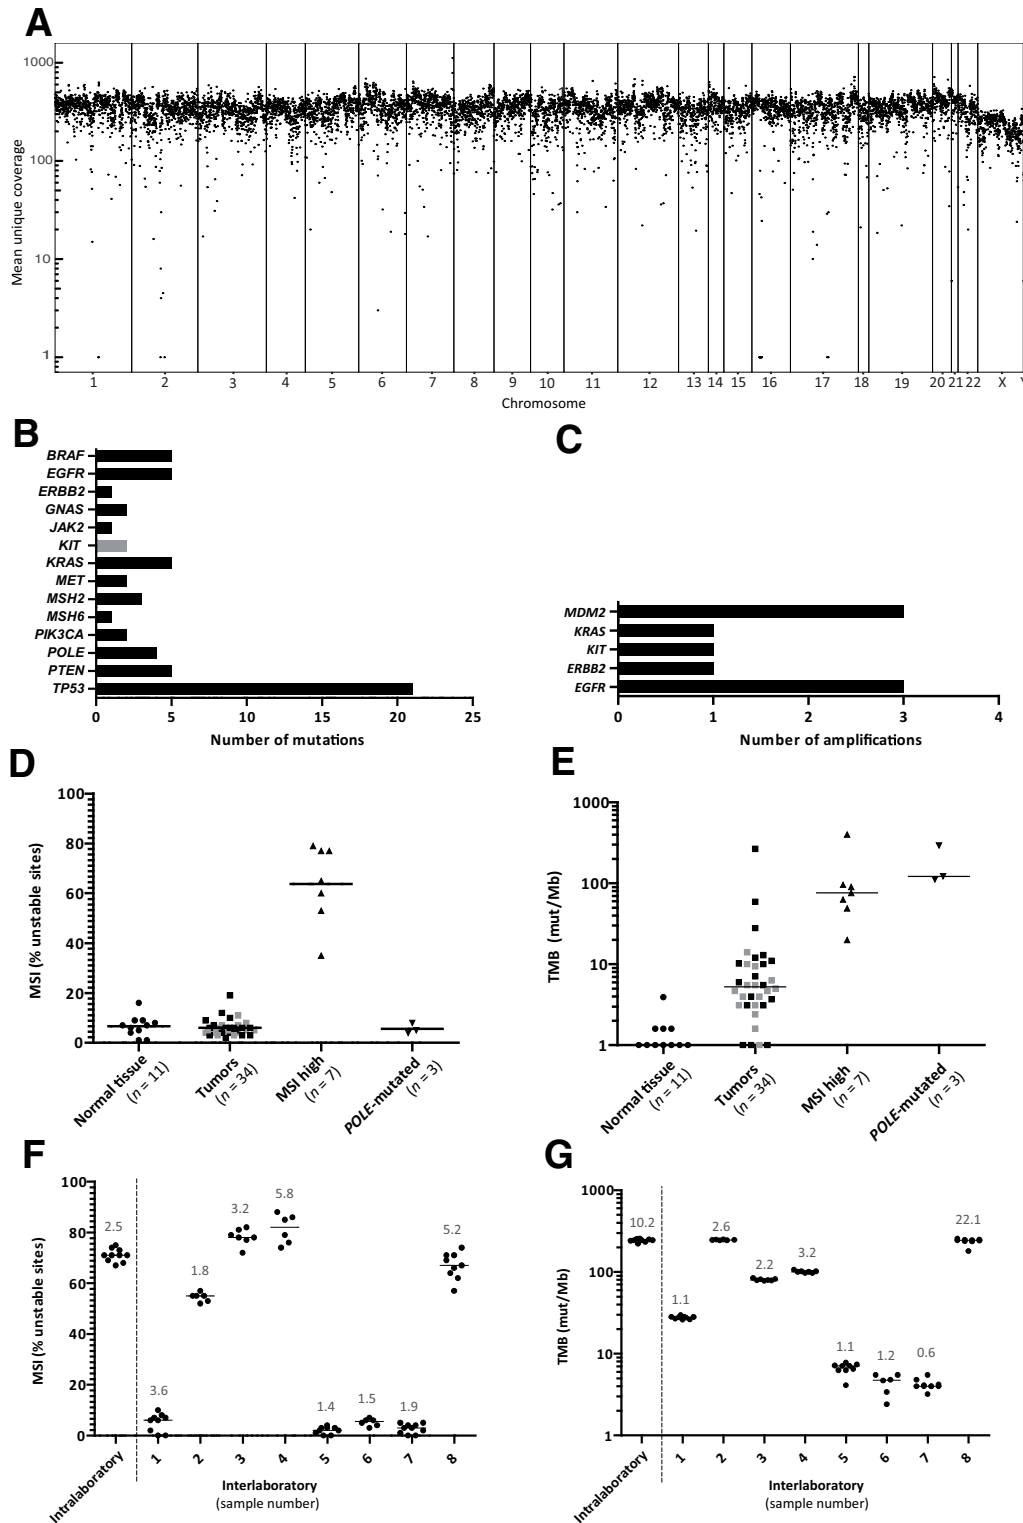 A
Mean unique coverage
1000
100
10
1
1 2 3 4 5 6 7 8 9 10 11 12 13 14 15 16 17 18 19 20 21 22 X
Chromosome
B
BRAF
EGFR
ERBB2
GNAS
JAK2
KIT
KRAS
MET
MSH2
MSH6
PIK3CA
POLE
PTEN
TP53
0 5 10 15 20 25
Number of mutations
C
MDM2
KRAS
KIT
ERBB2
EGFR
0 1 2 3 4
Number of amplifications
D
MSI (% unstable sites)
100
80
60
40
20
0
Normal tissue
(n = 11)
Tumors
(n = 34)
MSI high
(n = 7)
POLE-mutated
(n = 3)
E
TMB (mut/Mb)
1000
100
10
1
Normal tissue
(n = 11)
Tumors
(n = 34)
MSI high
(n = 7)
POLE-mutated
(n = 3)
F
MSI (% unstable sites)
100
80
60
40
20
0
2.5
3.6
1.8
3.2
5.8
1.4
1.5
1.9
5.2
Intralaboratory
1 2 3 4 5 6 7 8
Interlaboratory
(sample number)
G
TMB (mut/Mb)
1000
100
10
1
10.2
1.1
2.6
2.2
3.2
1.1
1.2
0.6
22.1
Intralaboratory
1 2 3 4 5 6 7 8
Interlaboratory
(sample number)